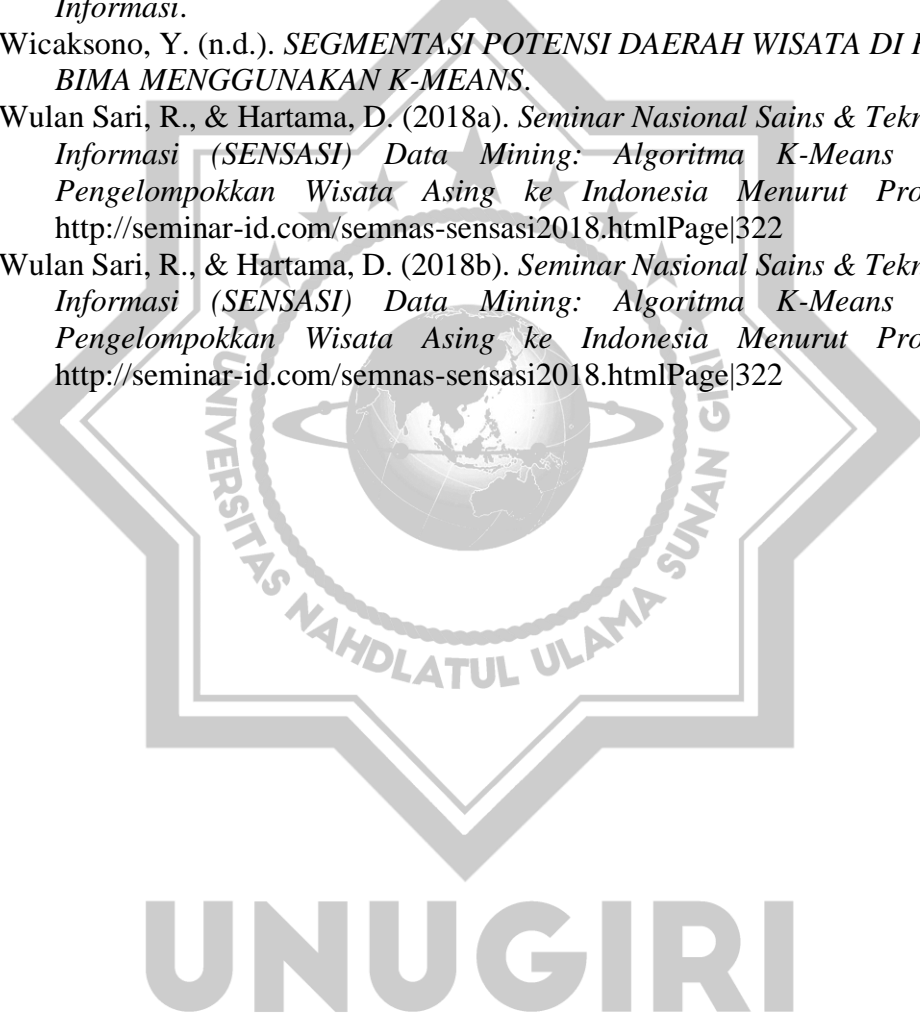 Informasi.
Wicaksono, Y. (n.d.). SEGMENTASI POTENSI DAERAH WISATA DI
BIMA MENGGUNAKAN K-MEANS.
Wulan Sari, R., & Hartama, D. (2018a). Seminar Nasional Sains & Tekn
Informasi (SENSASI) Data Mining: Algoritma K-Means
Pengelompokkan Wisata Asing ke Indonesia Menurut Pro
http://seminar-id.com/semnas-sensasi2018.htmlPage|322
Wulan Sari, R., & Hartama, D. (2018b). Seminar Nasional Sains & Tekn
Informasi (SENSASI) Data Mining: Algoritma K-Means
Pengelompokkan Wisata Asing ke Indonesia Menurut Pro
http://seminar-id.com/semnas-sensasi2018.htmlPage|322
UNIVERSITAS NAHDLATUL ULAMA SUNAN GIRI
UNUGIRI